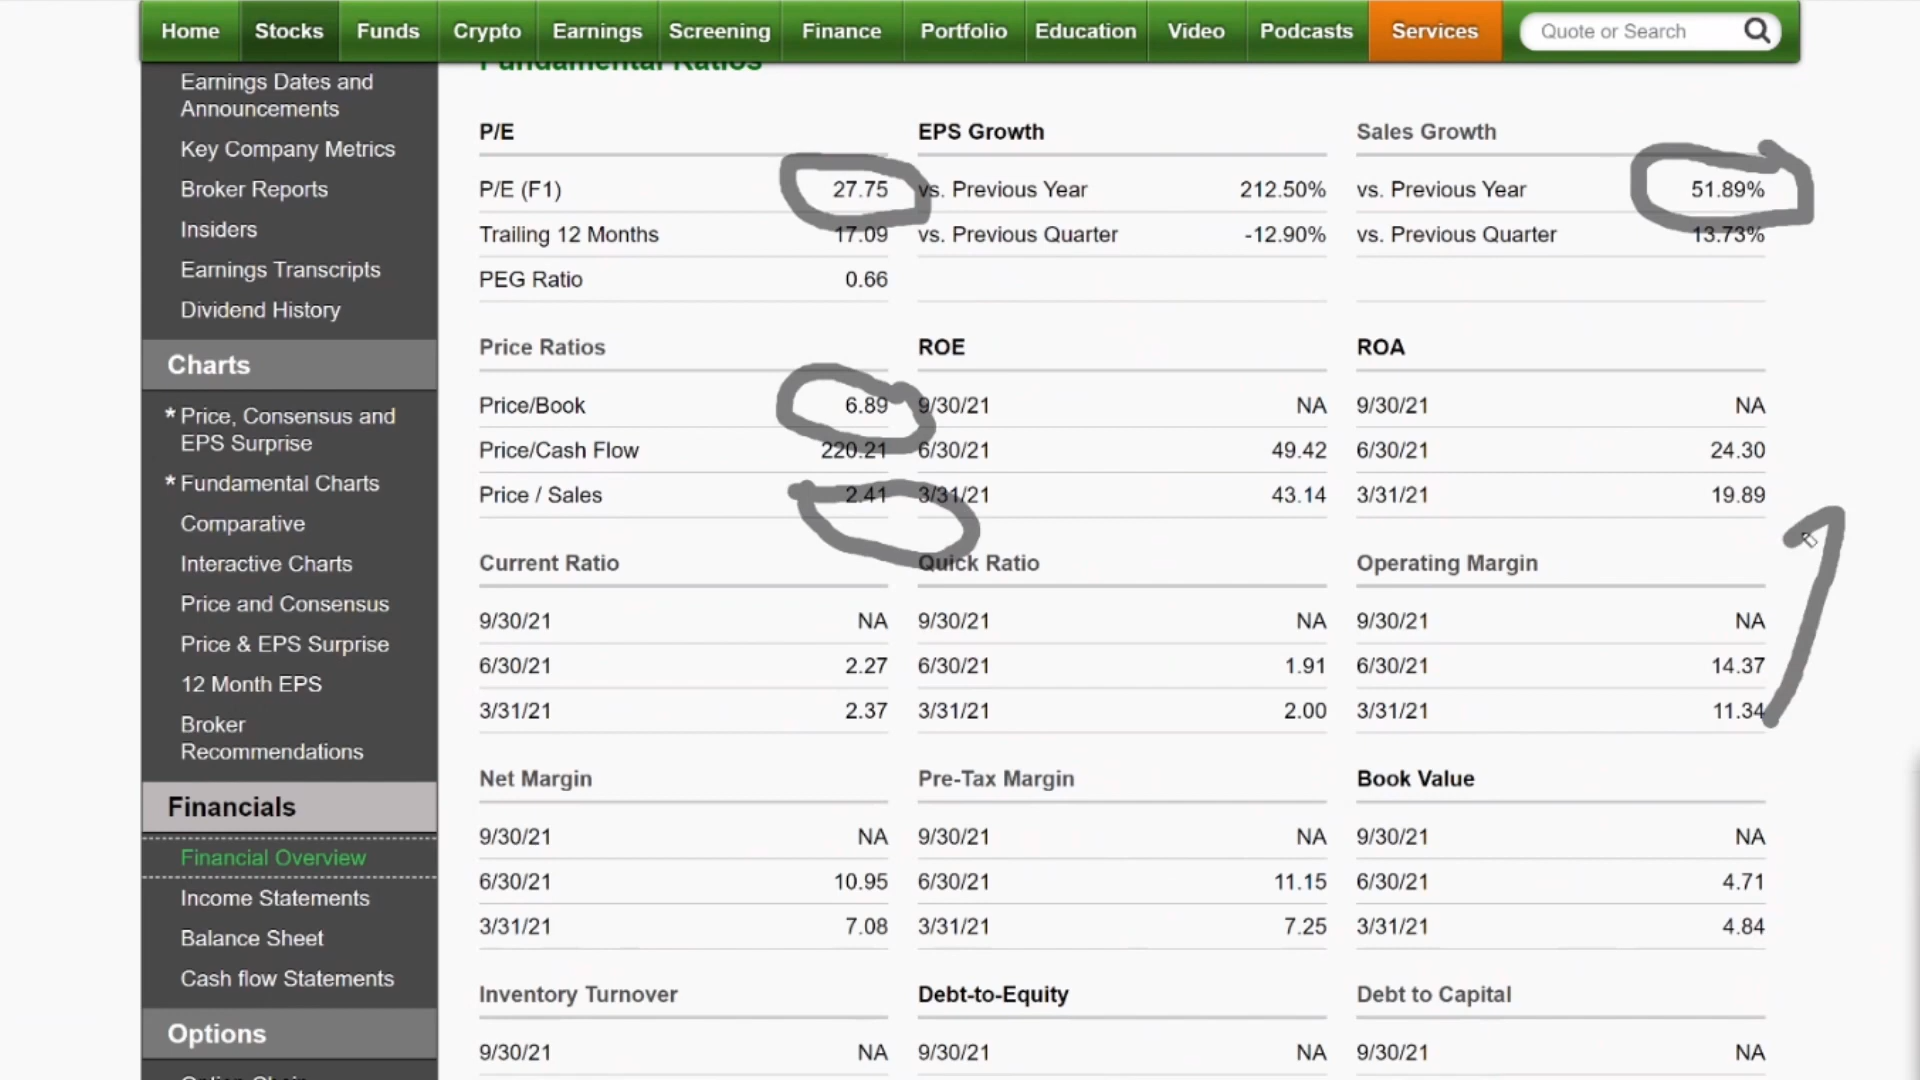 Home Stocks Funds Crypto Earnings Screening Finance Portfolio Education Video Podcasts Services Quote or Search
Earnings Dates and
Announcements
Key Company Metrics
Broker Reports
Insiders
Earnings Transcripts
Dividend History
Charts
* Price, Consensus and
EPS Surprise
* Fundamental Charts
Comparative
Interactive Charts
Price and Consensus
Price & EPS Surprise
12 Month EPS
Broker
Recommendations
Financials
Financial Overview
Income Statements
Balance Sheet
Cash flow Statements
Options
Fundamental Ratios
P/E
P/E (F1) 27.75
Trailing 12 Months 17.09
PEG Ratio 0.66
EPS Growth
vs. Previous Year 212.50%
vs. Previous Quarter -12.90%
Sales Growth
vs. Previous Year 51.89%
vs. Previous Quarter 13.73%
Price Ratios
Price/Book 6.89
Price/Cash Flow 220.21
Price / Sales 2.41
ROE
9/30/21 NA
6/30/21 49.42
3/31/21 43.14
ROA
9/30/21 NA
6/30/21 24.30
3/31/21 19.89
Current Ratio
9/30/21 NA
6/30/21 2.27
3/31/21 2.37
Quick Ratio
9/30/21 NA
6/30/21 1.91
3/31/21 2.00
Operating Margin
9/30/21 NA
6/30/21 14.37
3/31/21 11.34
Net Margin
9/30/21 NA
6/30/21 10.95
3/31/21 7.08
Pre-Tax Margin
9/30/21 NA
6/30/21 11.15
3/31/21 7.25
Book Value
9/30/21 NA
6/30/21 4.71
3/31/21 4.84
Inventory Turnover
9/30/21 NA
Debt-to-Equity
9/30/21 NA
Debt to Capital
9/30/21 NA